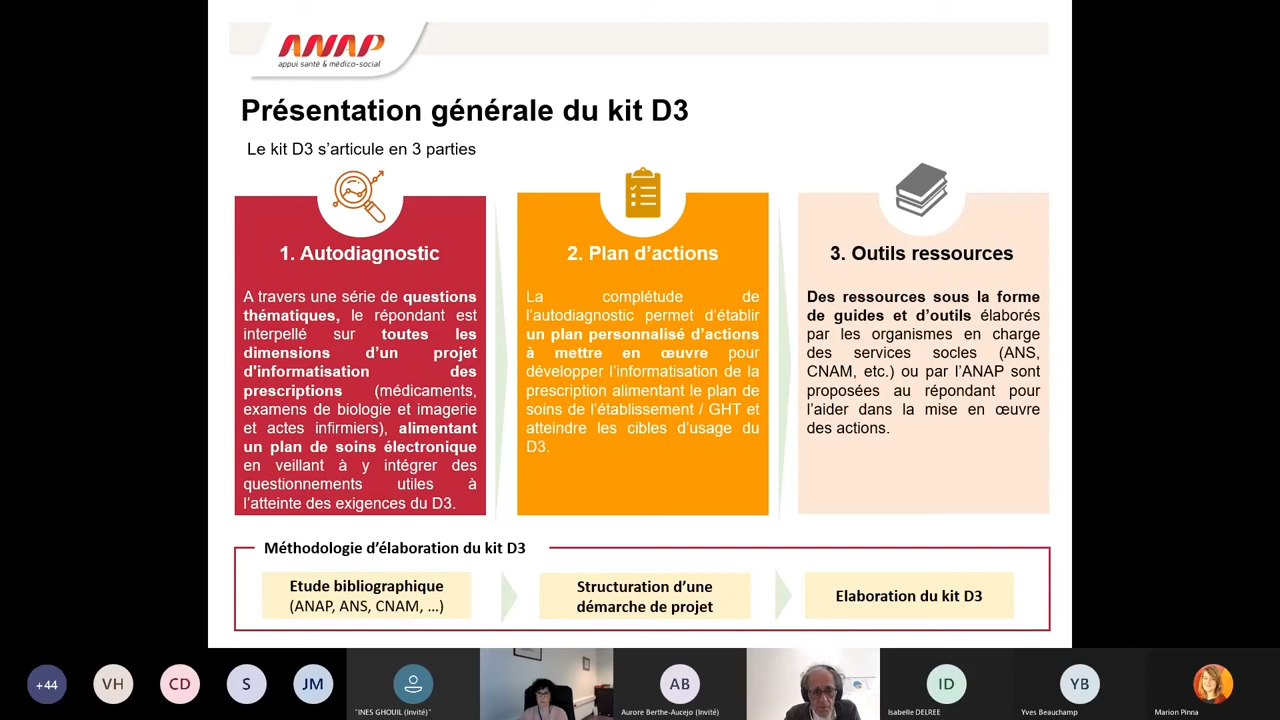 ANAP
appui santé & médico-social
Présentation générale du kit D3
Le kit D3 s’articule en 3 parties
1. Autodiagnostic
A travers une série de questions
thématiques, le répondant est
interpellé sur toutes les
dimensions d’un projet
d'informatisation des
prescriptions (médicaments,
examens de biologie et imagerie
et actes infirmiers), alimentant
un plan de soins électronique
en veillant à y intégrer des
questionnements utiles à
l’atteinte des exigences du D3.
2. Plan d’actions
La complétude de
l’autodiagnostic permet d’établir
un plan personnalisé d’actions
à mettre en œuvre pour
développer l’informatisation de la
prescription alimentant le plan de
soins de l’établissement / GHT et
atteindre les cibles d’usage du
D3.
3. Outils ressources
Des ressources sous la forme
de guides et d’outils élaborés
par les organismes en charge
des services socles (ANS,
CNAM, etc.) ou par l’ANAP sont
proposées au répondant pour
l’aider dans la mise en œuvre
des actions.
Méthodologie d’élaboration du kit D3
Etude bibliographique
(ANAP, ANS, CNAM, …)
Structuration d’une
démarche de projet
Elaboration du kit D3
+44
VH
CD
S
JM
"INES GHOUIL (Invité)"
AB
Aurore Berthe-Aucejo (Invité)
ID
Isabelle DELREE
YB
Yves Beauchamp
Marion Pinna